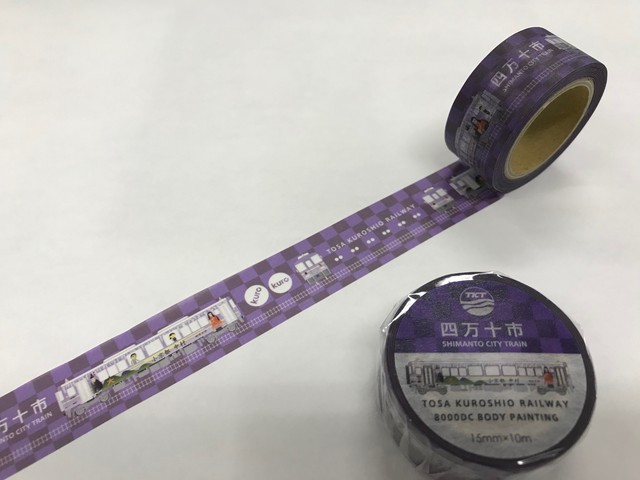 四万十市
SHIMANTO CITY TRAIN
TOSA KUROSHIO RAILWAY
kuro kuro
四万十市
SHIMANTO CITY TRAIN
TKT
四万十市
SHIMANTO CITY TRAIN
TOSA KUROSHIO RAILWAY
8000DC BODY PAINTING
15mm×10m